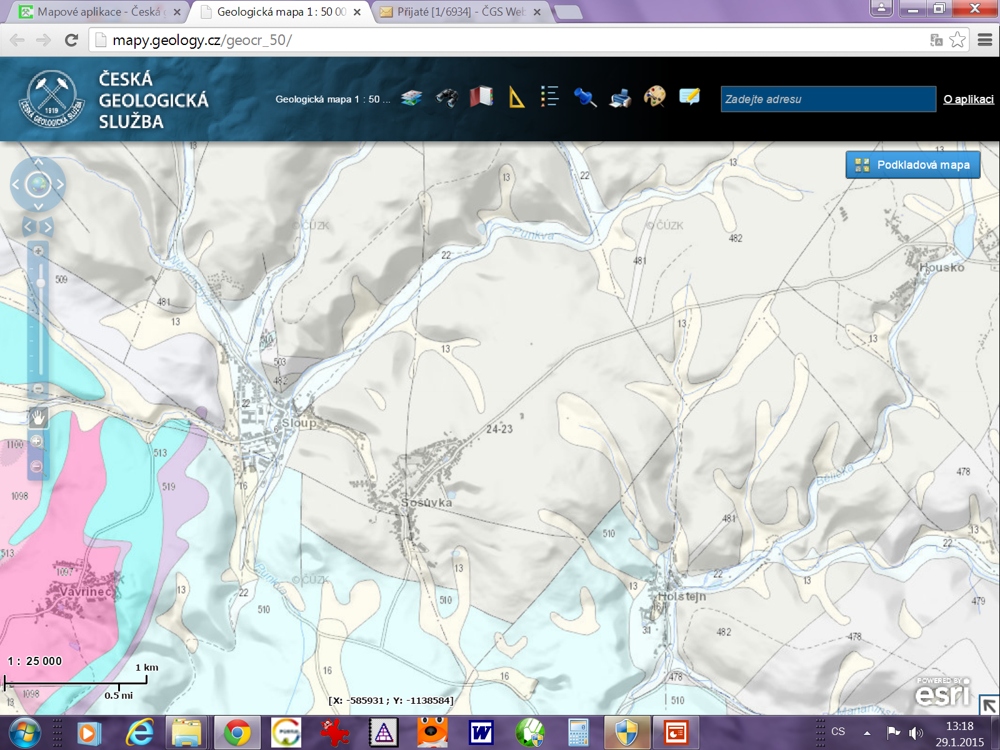 Mapové aplikace - Česká g
Geologická mapa 1 : 50 00
Přijaté [1/6934] - ČGS Web
mapy.geology.cz/geocr_50/
ČESKÁ
GEOLOGICKÁ
SLUŽBA
1919
ČESKÁ GEOLOGICKÁ SLUŽBA
Geologická mapa 1 : 50 ...
Zadejte adresu
O aplikaci
Podkladová mapa
13
13
13
13
22
© ČÚZK
© ČÚZK
Punkva
482
22
481
509
Housko
481
13
13
13
13
510
503
482
22
Sloup
6
24-23
1100
513
519
478
Bělička
16
1098
Šošůvka
481
510
13
22
513
13
1097
Vavřinec
Punkva
© ČÚZK
22
13
13
22
13
Holštejn
510
510
479
16
31
482
478
1 : 25 000
1 km
16
16
478
0.5 mi
1098
13
[X: -585931 ; Y: -1138584]
510
POWERED BY
esri
CS
13:18
29.1.2015